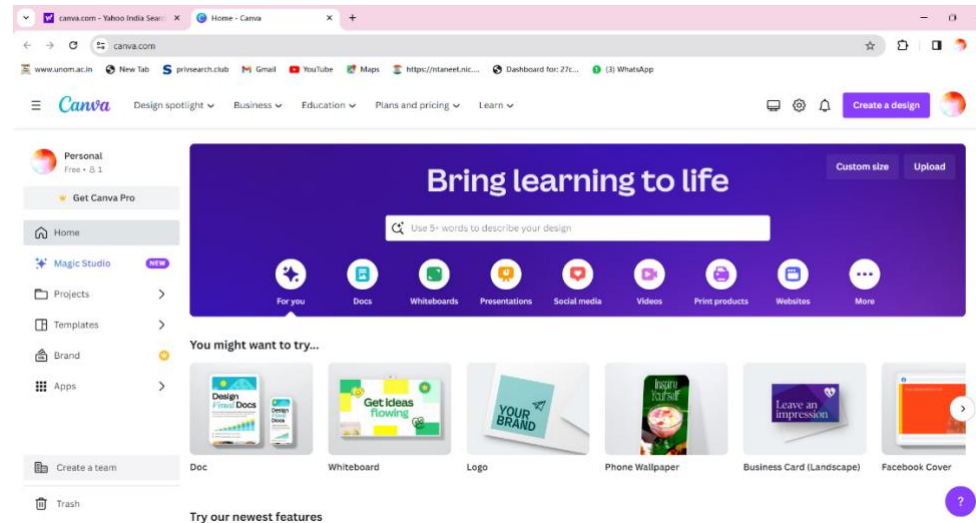 canva.com - Yahoo India Searc
Home - Canva
canva.com
www.unom.ac.in New Tab privsearch.club Gmail YouTube Maps https://ntaneet.nic.... Dashboard for: 27c... (3) WhatsApp
Canva Design spotlight Business Education Plans and pricing Learn Create a design
Personal
Free • 1
Get Canva Pro
Home
Magic Studio NEW
Projects
Templates
Brand
Apps
Create a team
Trash
Bring learning to life
Custom size Upload
Use 5+ words to describe your design
For you Docs Whiteboards Presentations Social media Videos Print products Websites More
You might want to try...
Design
Docs
Design
Docs
Get ideas
flowing
YOUR
BRAND
Inspire
Yourself
Leave an
impression
Doc Whiteboard Logo Phone Wallpaper Business Card (Landscape) Facebook Cover
Try our newest features
?